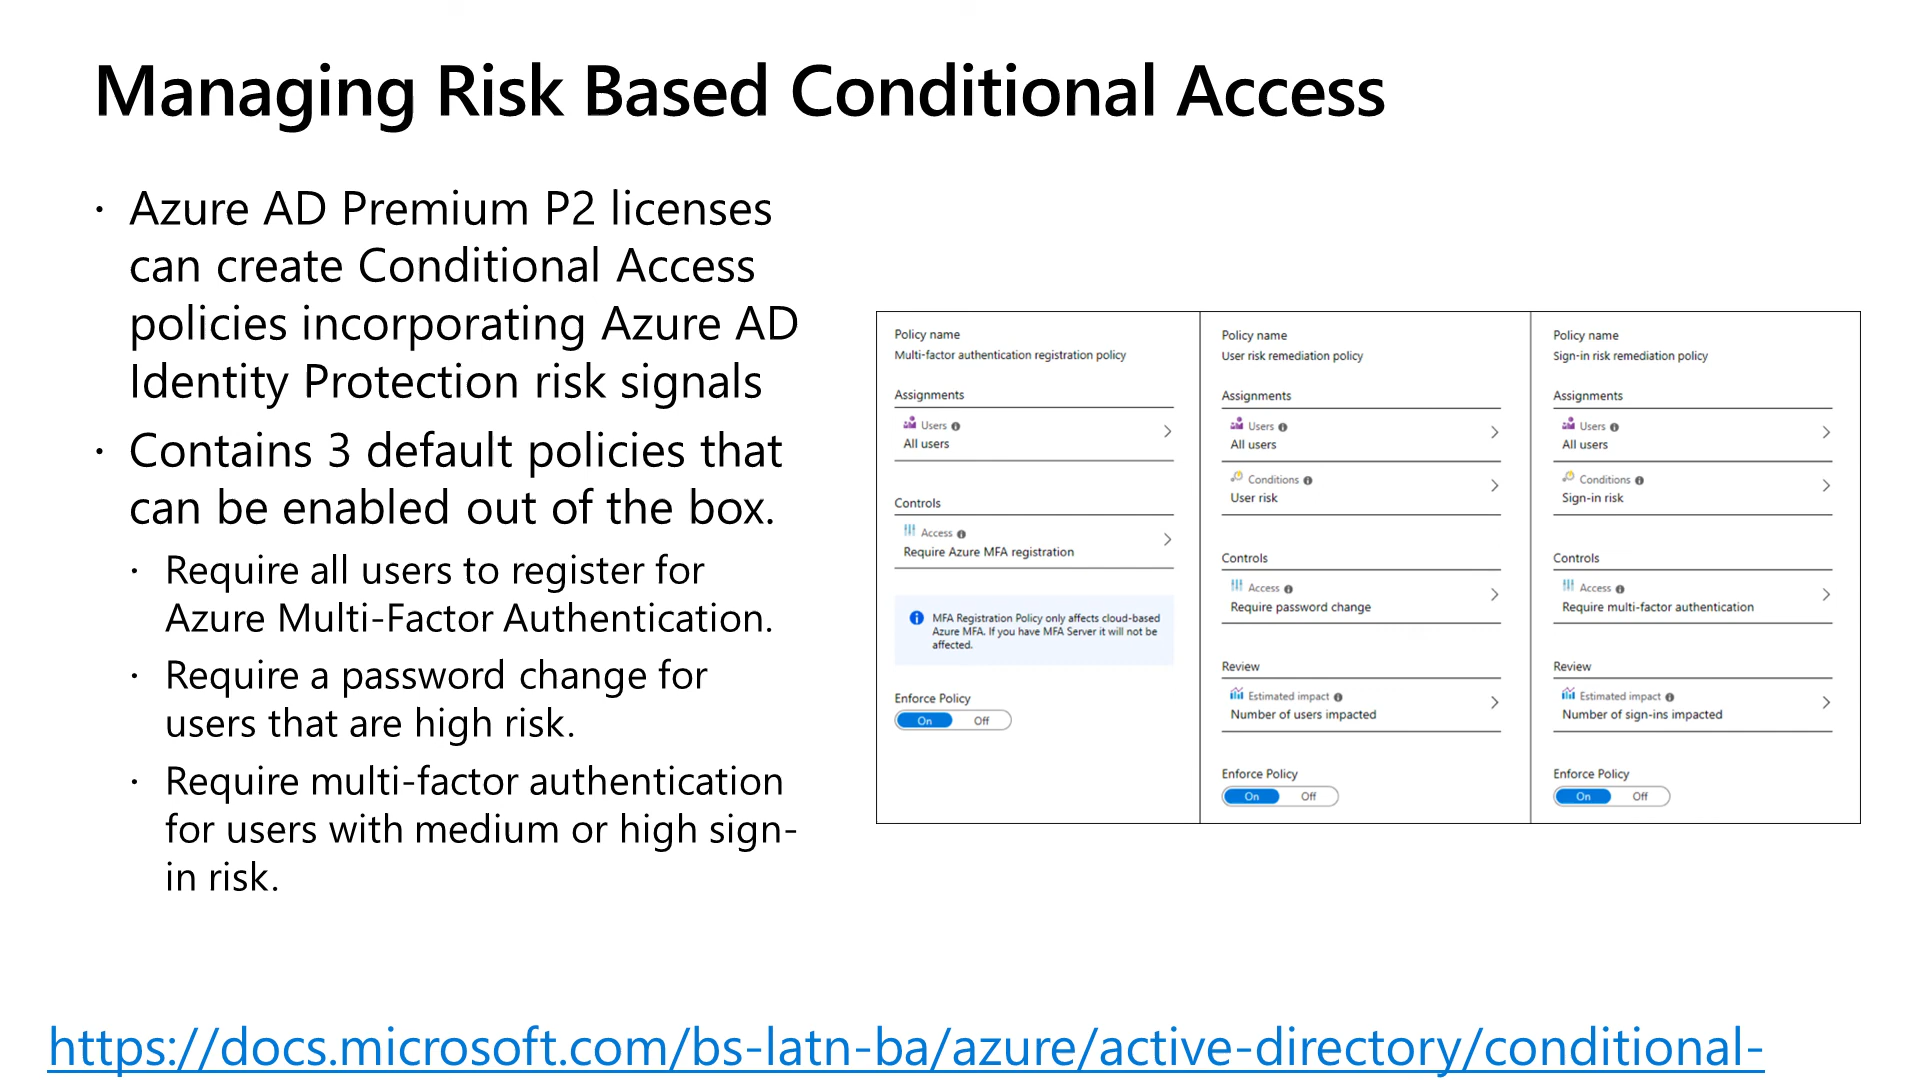 Managing Risk Based Conditional Access
· Azure AD Premium P2 licenses
can create Conditional Access
policies incorporating Azure AD
Identity Protection risk signals
· Contains 3 default policies that
can be enabled out of the box.
· Require all users to register for
Azure Multi-Factor Authentication.
· Require a password change for
users that are high risk.
· Require multi-factor authentication
for users with medium or high sign-
in risk.
Policy name
Multi-factor authentication registration policy
Assignments
Users
All users
Controls
Access
Require Azure MFA registration
MFA Registration Policy only affects cloud-based
Azure MFA. If you have MFA Server it will not be
affected.
Enforce Policy
On Off
Policy name
User risk remediation policy
Assignments
Users
All users
Conditions
User risk
Controls
Access
Require password change
Review
Estimated impact
Number of users impacted
Enforce Policy
On Off
Policy name
Sign-in risk remediation policy
Assignments
Users
All users
Conditions
Sign-in risk
Controls
Access
Require multi-factor authentication
Review
Estimated impact
Number of sign-ins impacted
Enforce Policy
On Off
https://docs.microsoft.com/bs-latn-ba/azure/active-directory/conditional-